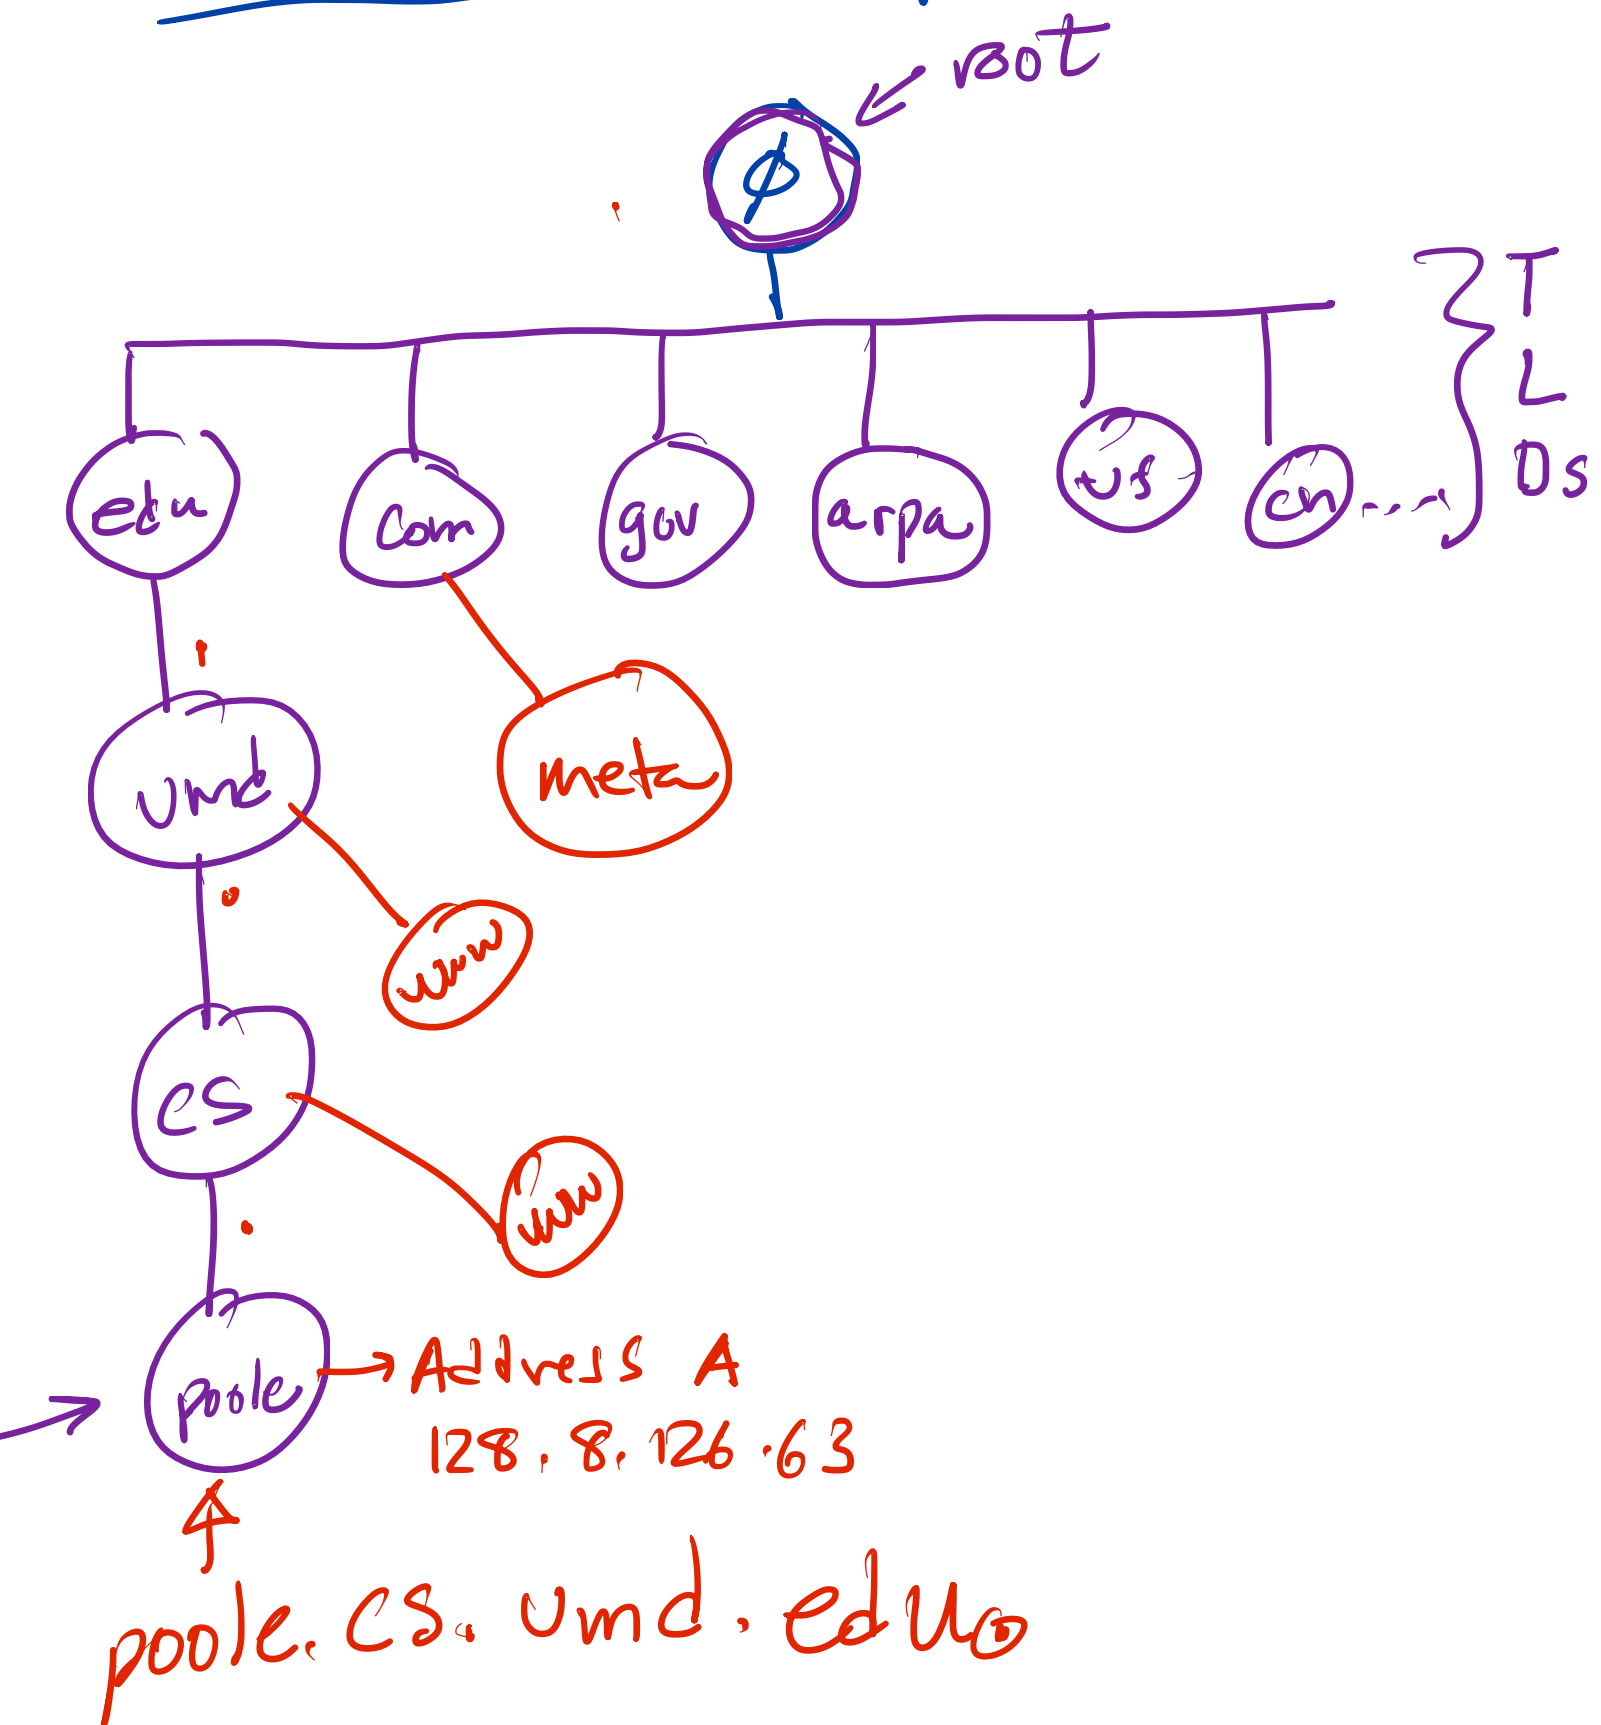 root
φ
T
L
Ds
edu
com
gov
arpa
us
cn....
umd
meta
www
cs
www
poole
Address A
128.8.126.63
poole.cs.umd.edu.